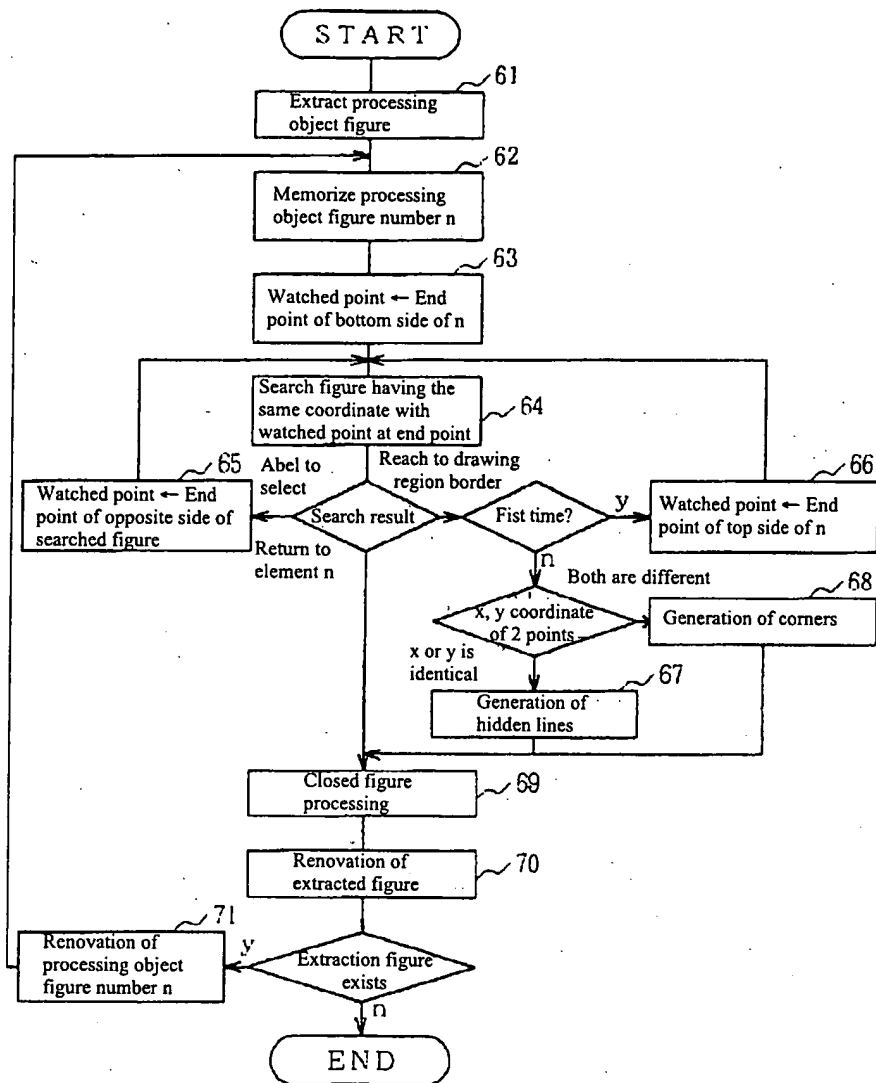 START
61
Extract processing
object figure
62
Memorize processing
object figure number n
63
Watched point ← End
point of bottom side of n
Search figure having the
same coordinate with
watched point at end point
64
65
Abel to
select
Reach to drawing
region border
66
Watched point ← End
point of opposite side of
searched figure
Search result
Fist time?
y
Watched point ← End
point of top side of n
Return to
element n
n
Both are different
68
x, y coordinate
of 2 points
Generation of corners
x or y is
identical
67
Generation of
hidden lines
Closed figure
processing
69
Renovation of
extracted figure
70
71
Renovation of
processing object
figure number n
y
Extraction figure
exists
n
END